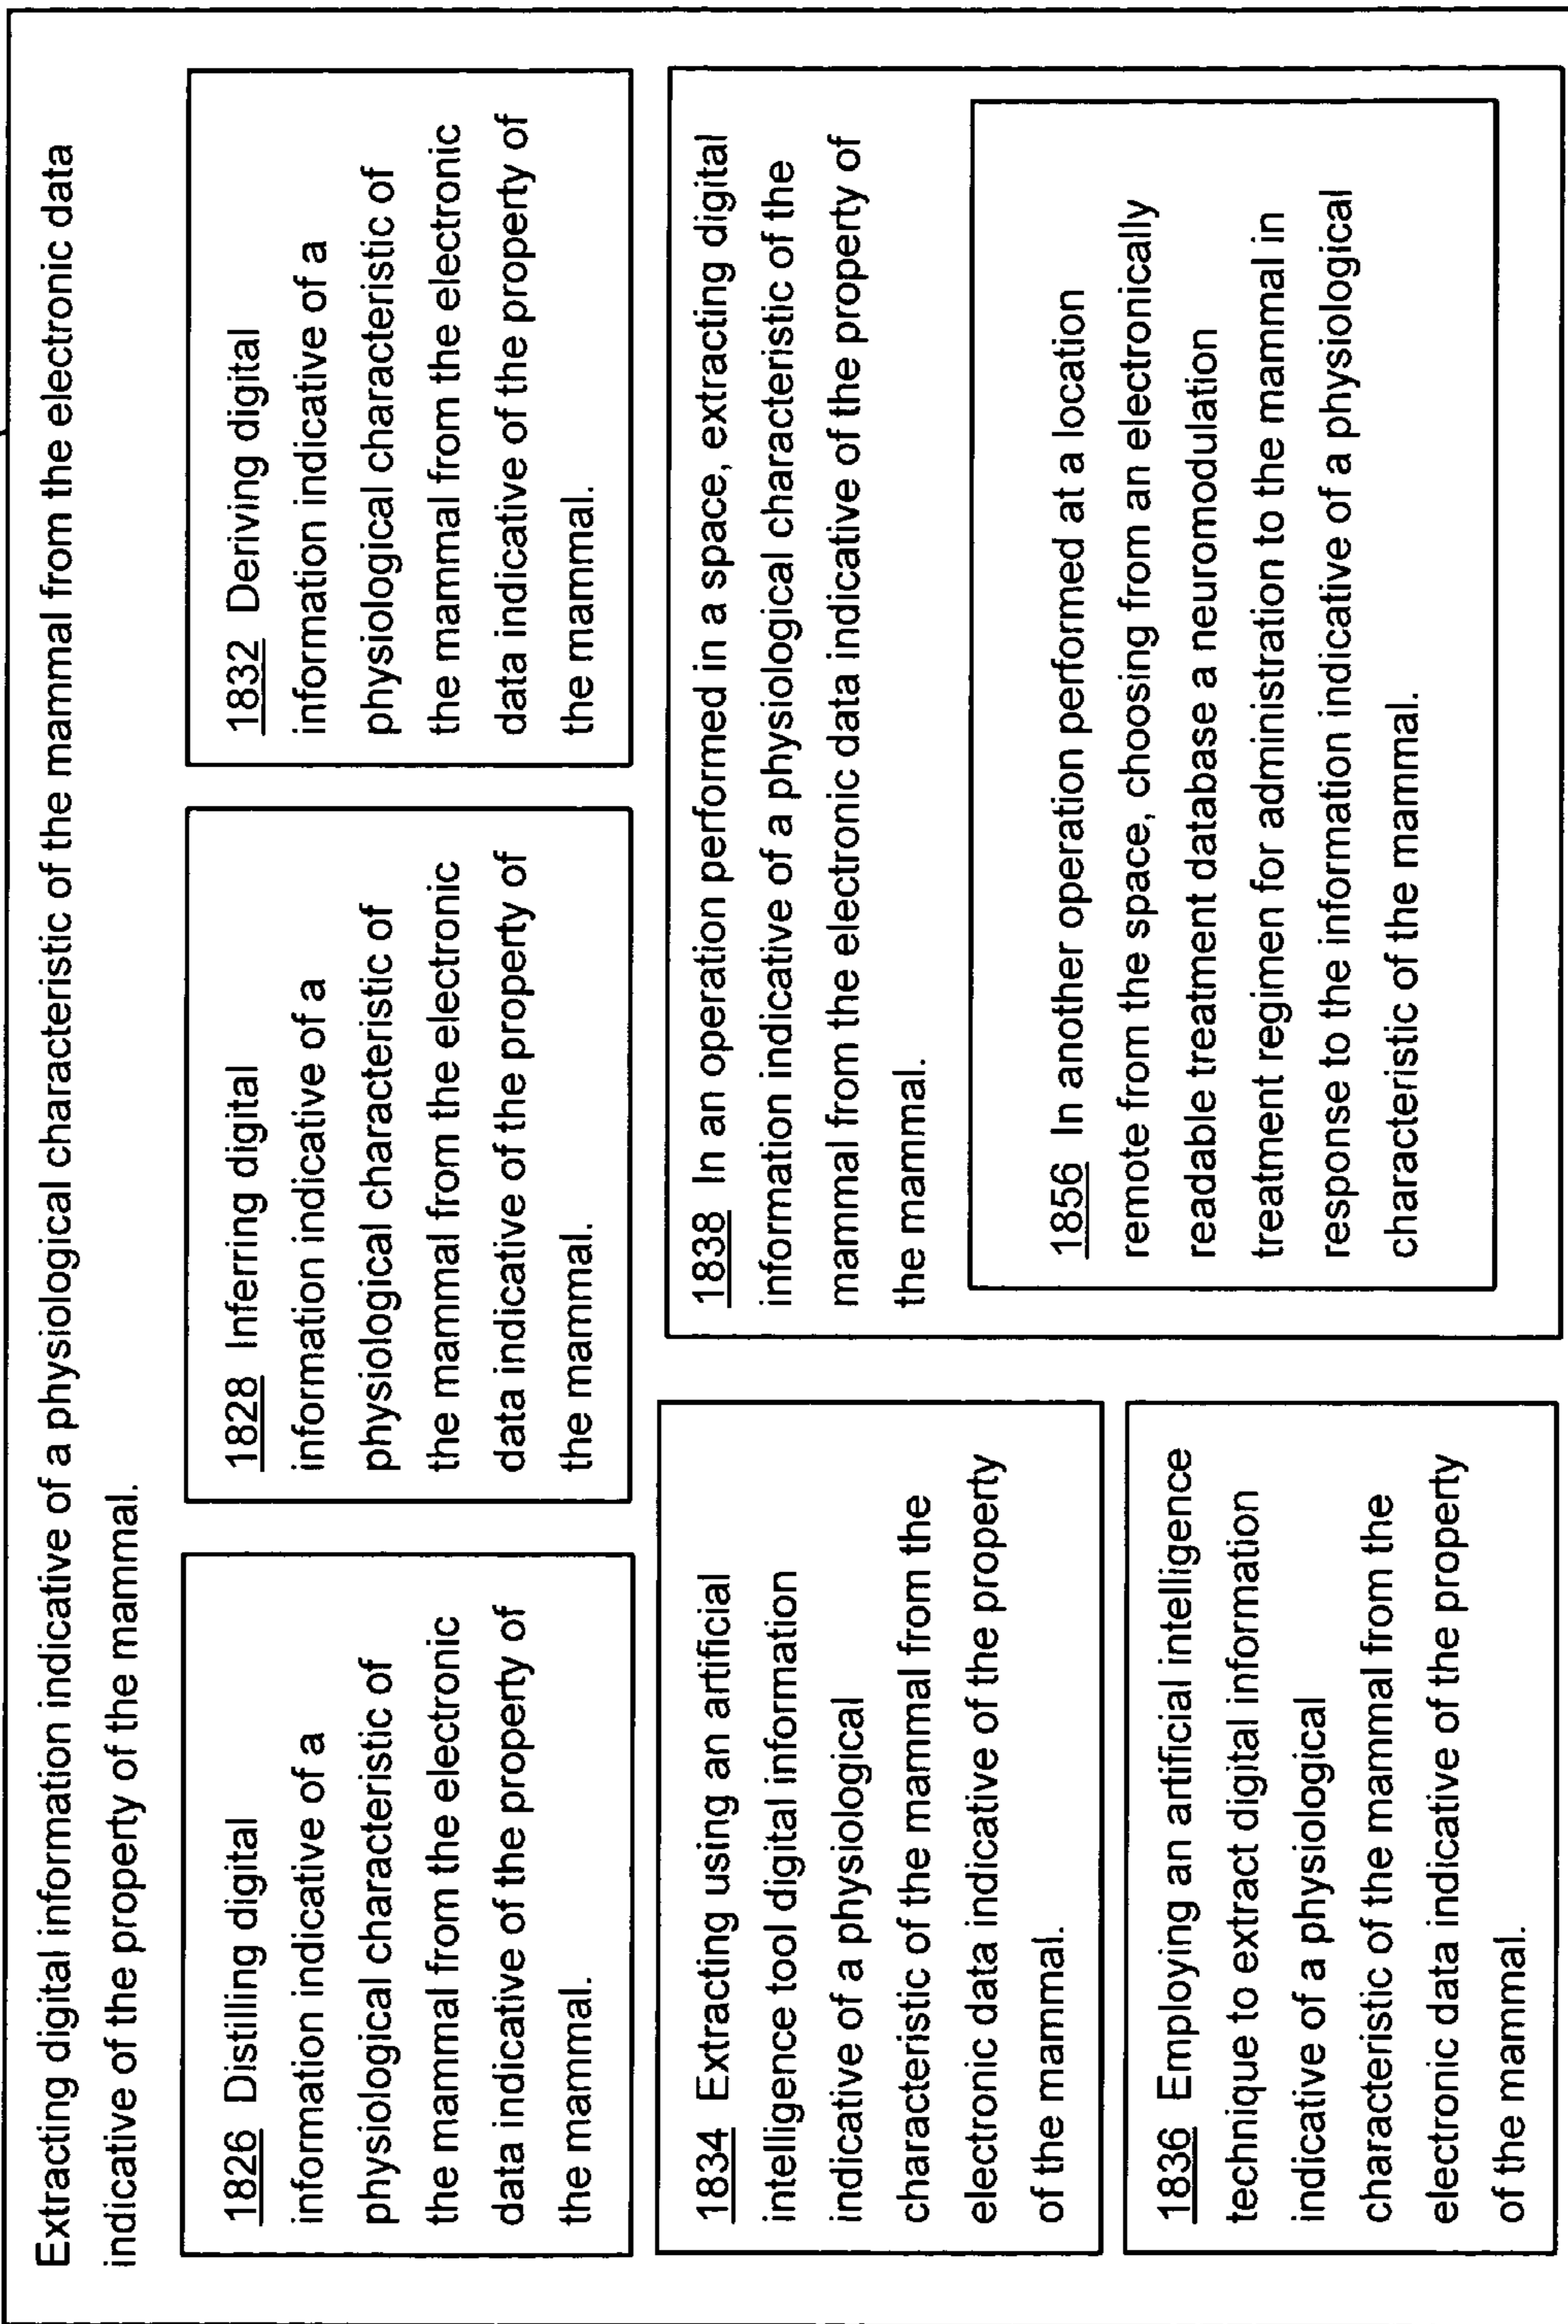 Extracting digital information indicative of a physiological characteristic of the mammal from the electronic data
indicative of the property of the mammal.
1826 Distilling digital
information indicative of a
physiological characteristic of
the mammal from the electronic
data indicative of the property of
the mammal.
1828 Inferring digital
information indicative of a
physiological characteristic of
the mammal from the electronic
data indicative of the property of
the mammal.
1832 Deriving digital
information indicative of a
physiological characteristic of
the mammal from the electronic
data indicative of the property of
the mammal.
1834 Extracting using an artificial
intelligence tool digital information
indicative of a physiological
characteristic of the mammal from the
electronic data indicative of the property
of the mammal.
1836 Employing an artificial intelligence
technique to extract digital information
indicative of a physiological
characteristic of the mammal from the
electronic data indicative of the property
of the mammal.
1838 In an operation performed in a space, extracting digital
information indicative of a physiological characteristic of the
mammal from the electronic data indicative of the property of
the mammal.
1856 In another operation performed at a location
remote from the space, choosing from an electronically
readable treatment database a neuromodulation
treatment regimen for administration to the mammal in
response to the information indicative of a physiological
characteristic of the mammal.